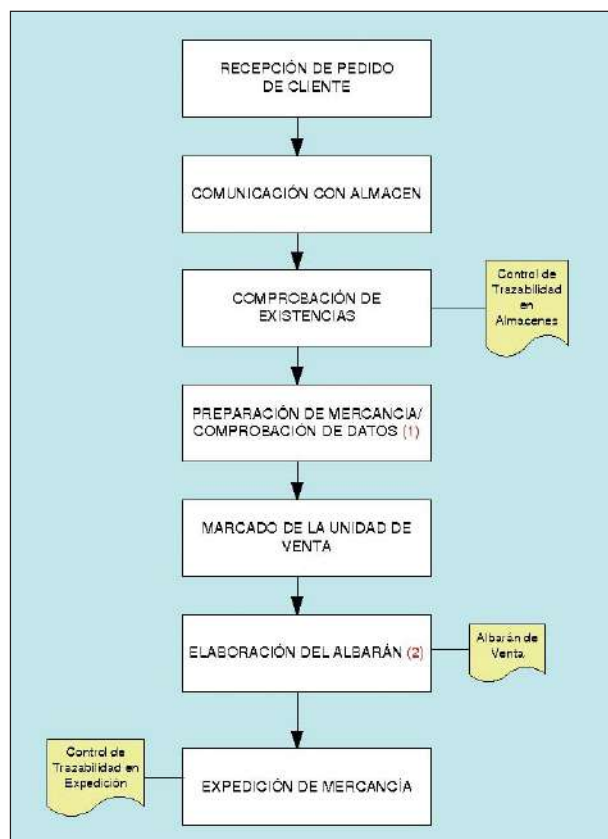 RECEPCIÓN DE PEDIDO
DE CLIENTE
COMUNICACIÓN CON ALMACEN
COMPROBACIÓN DE
EXISTENCIAS
Control de
Trazabilidad
en
Almacenes
PREPARACIÓN DE MERCANCIA/
COMPROBACIÓN DE DATOS (1)
MARCADO DE LA UNIDAD DE
VENTA
ELABORACIÓN DEL ALBARÁN (2)
Albarán de
Venta
Control de
Trazabilidad en
Expedición
EXPEDICIÓN DE MERCANCÍA